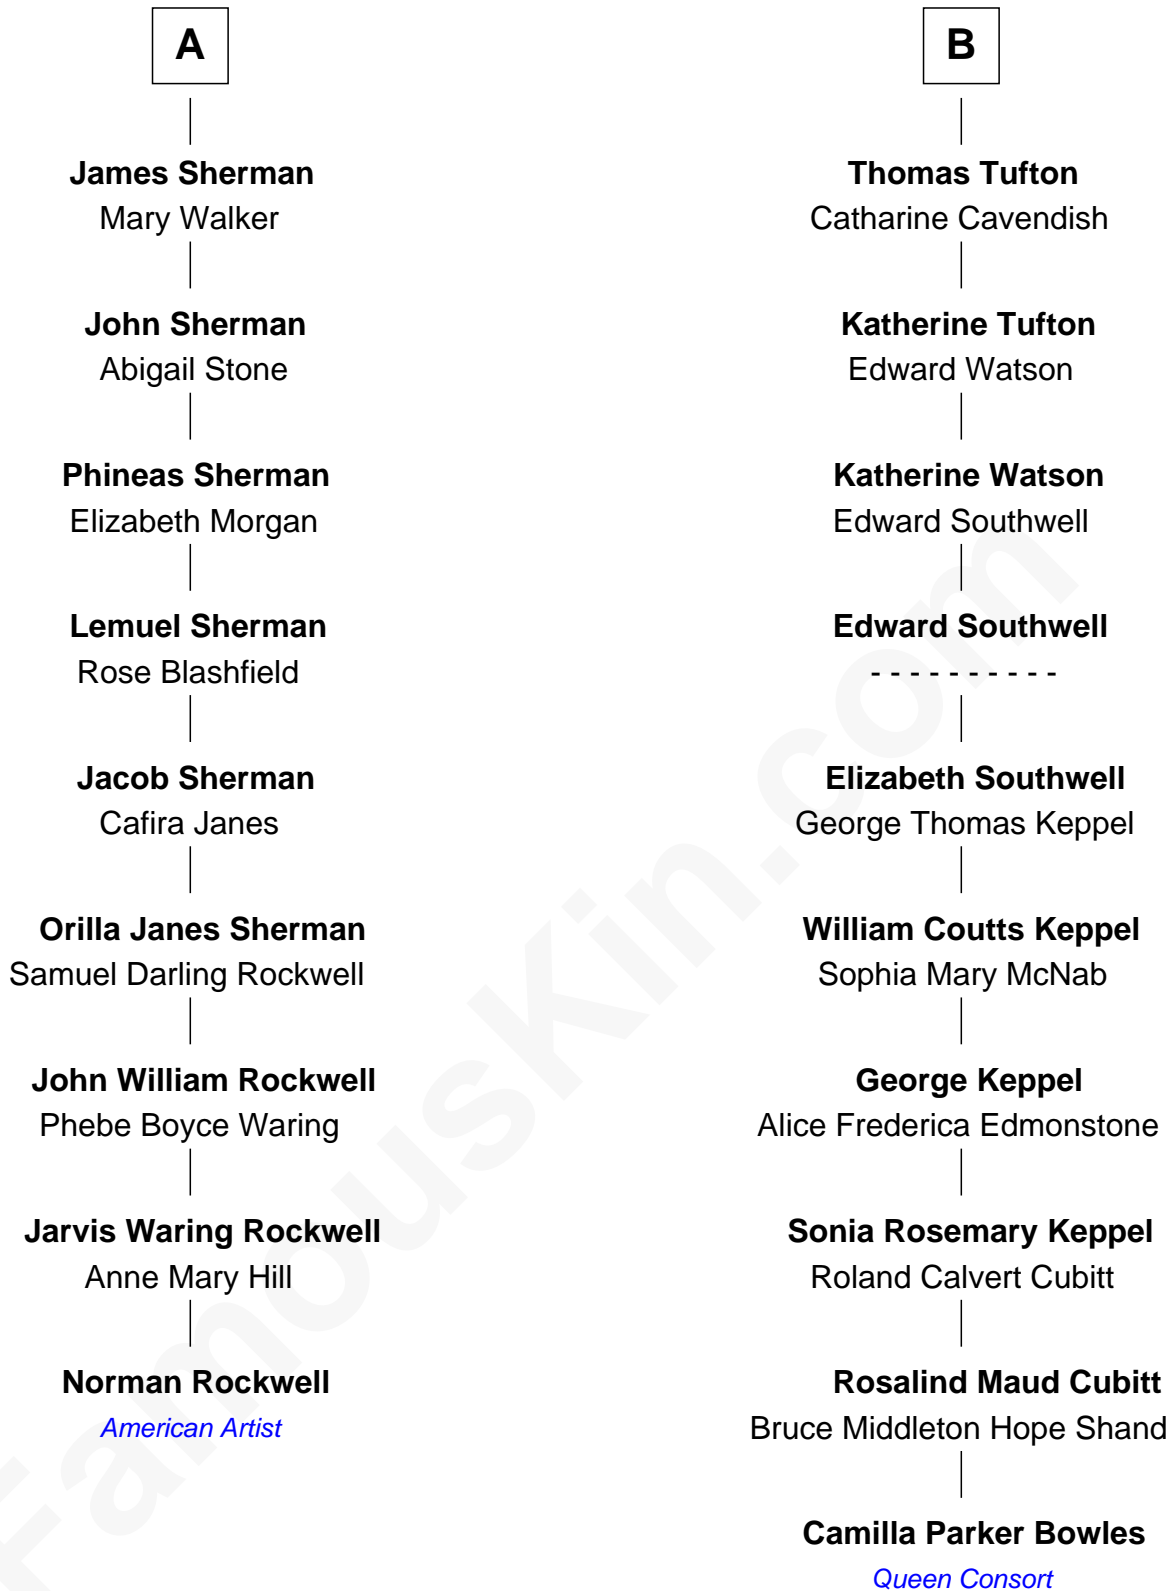 A
James Sherman
Mary Walker
John Sherman
Abigail Stone
Phineas Sherman
Elizabeth Morgan
Lemuel Sherman
Rose Blashfield
Jacob Sherman
Cafira Janes
Orilla Janes Sherman
Samuel Darling Rockwell
John William Rockwell
Phebe Boyce Waring
Jarvis Waring Rockwell
Anne Mary Hill
Norman Rockwell
American Artist
B
Thomas Tufton
Catharine Cavendish
Katherine Tufton
Edward Watson
Katherine Watson
Edward Southwell
Edward Southwell
- - - - - - - - - -
Elizabeth Southwell
George Thomas Keppel
William Coutts Keppel
Sophia Mary McNab
George Keppel
Alice Frederica Edmonstone
Sonia Rosemary Keppel
Roland Calvert Cubitt
Rosalind Maud Cubitt
Bruce Middleton Hope Shand
Camilla Parker Bowles
Queen Consort
FamousKin.com